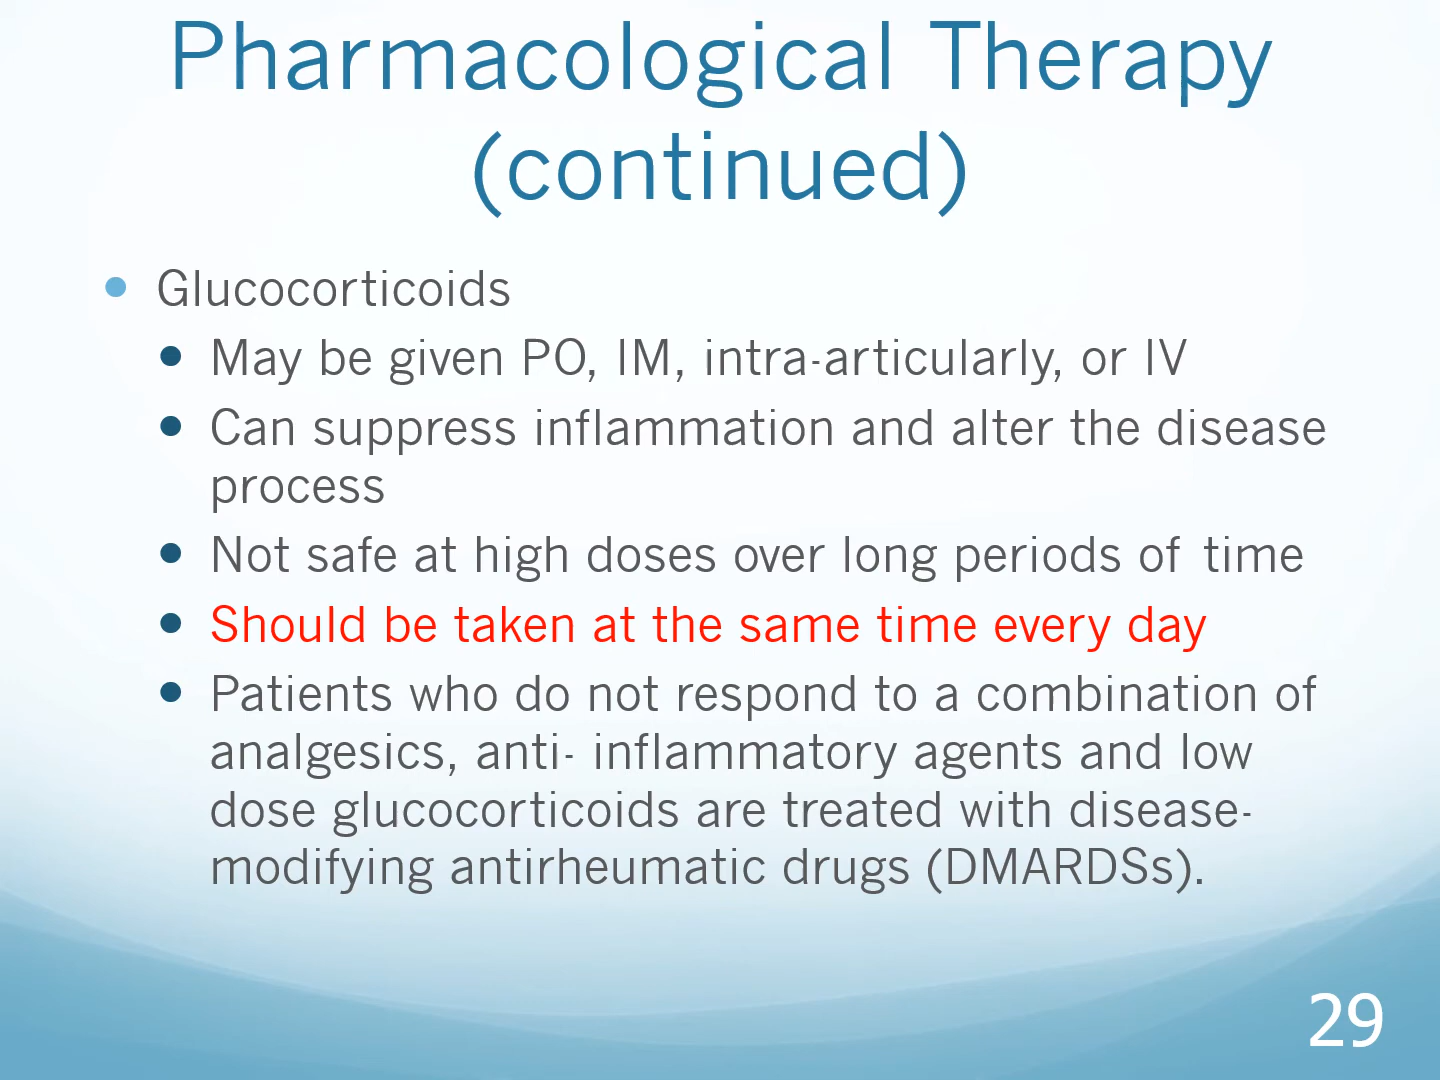 Pharmacological Therapy
(continued)
Glucocorticoids
May be given PO, IM, intra-articularly, or IV
Can suppress inflammation and alter the disease
process
Not safe at high doses over long periods of time
Should be taken at the same time every day
Patients who do not respond to a combination of
analgesics, anti- inflammatory agents and low
dose glucocorticoids are treated with disease-
modifying antirheumatic drugs (DMARDSs).
29